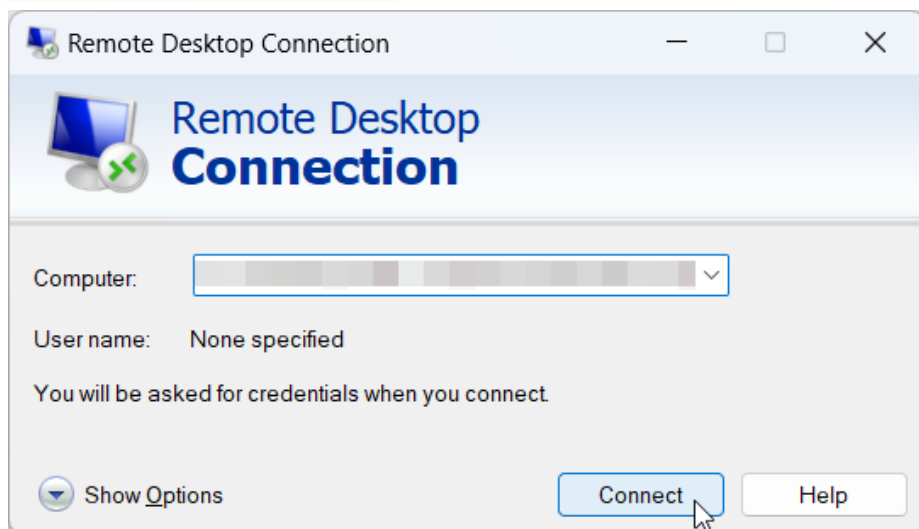 Remote Desktop Connection
Remote Desktop
Connection
Computer:
User name: None specified
You will be asked for credentials when you connect.
Show Options
Connect
Help